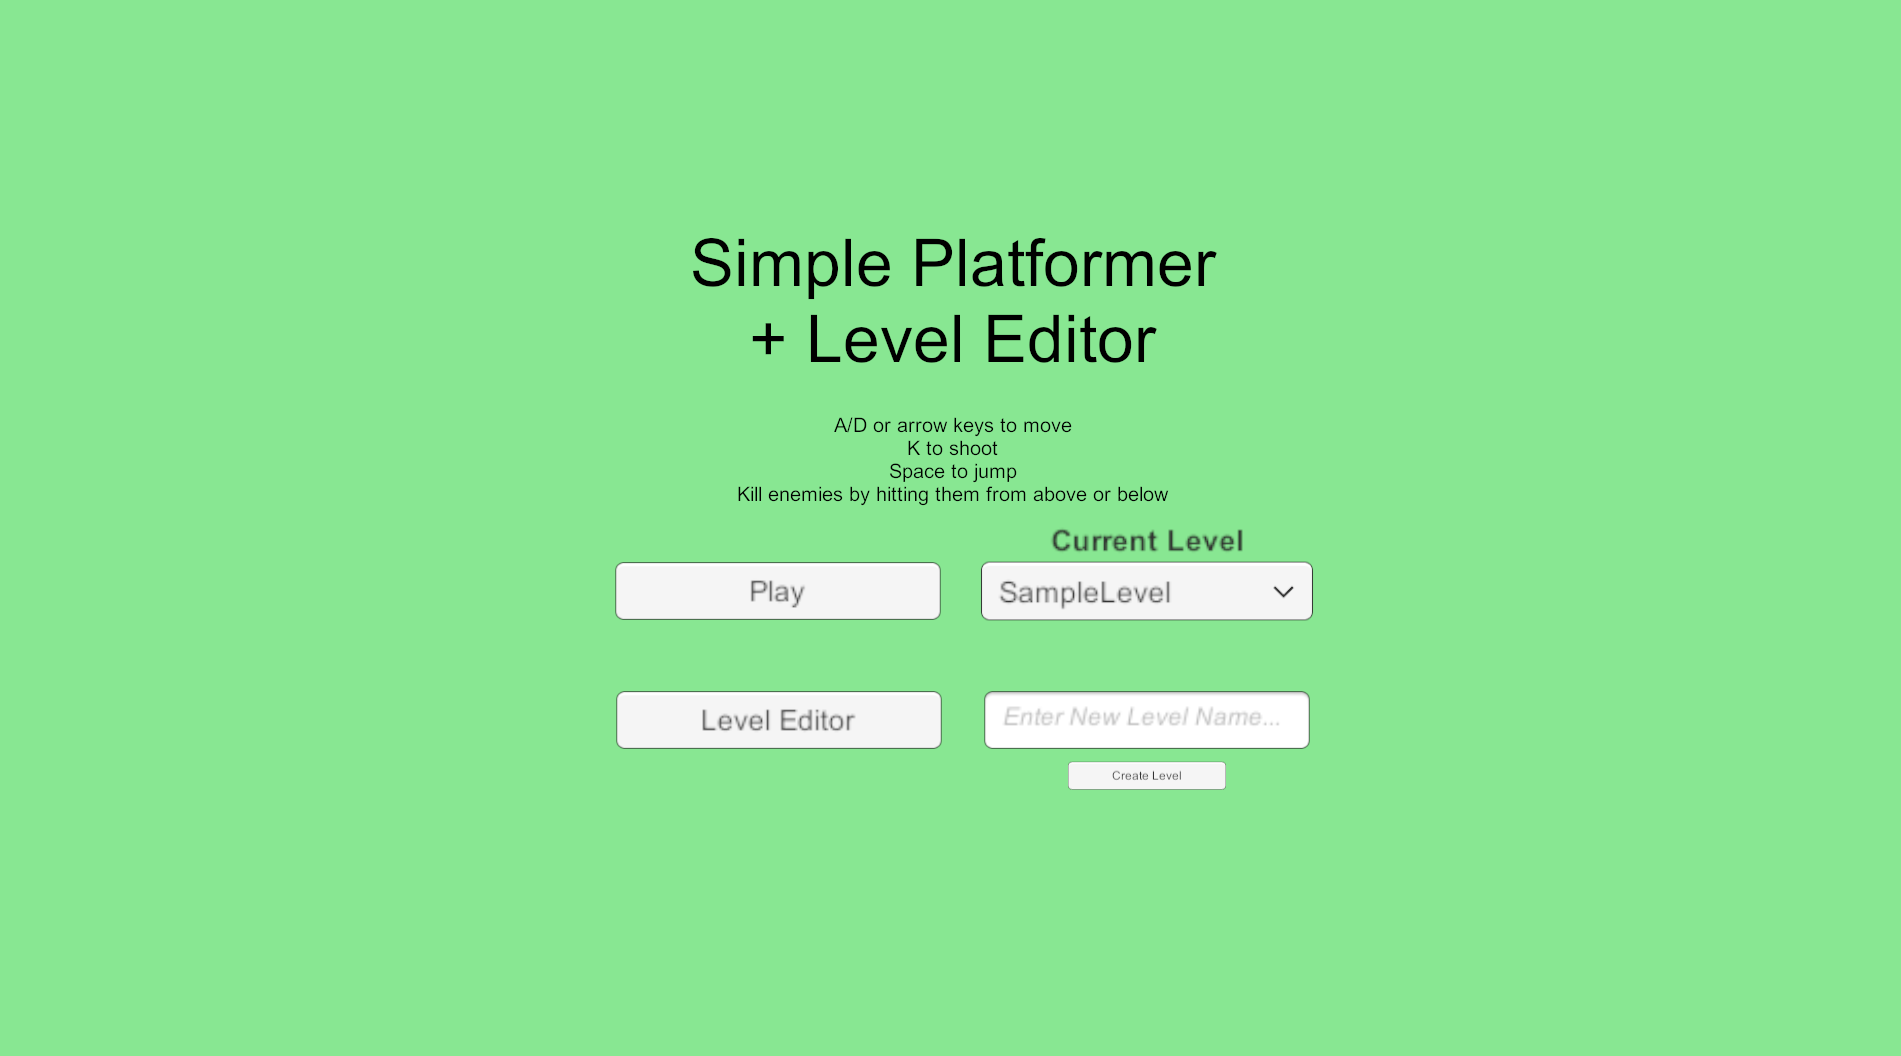 Simple Platformer
+ Level Editor
A/D or arrow keys to move
K to shoot
Space to jump
Kill enemies by hitting them from above or below
Current Level
Play
SampleLevel
Level Editor
Enter New Level Name...
Create Level